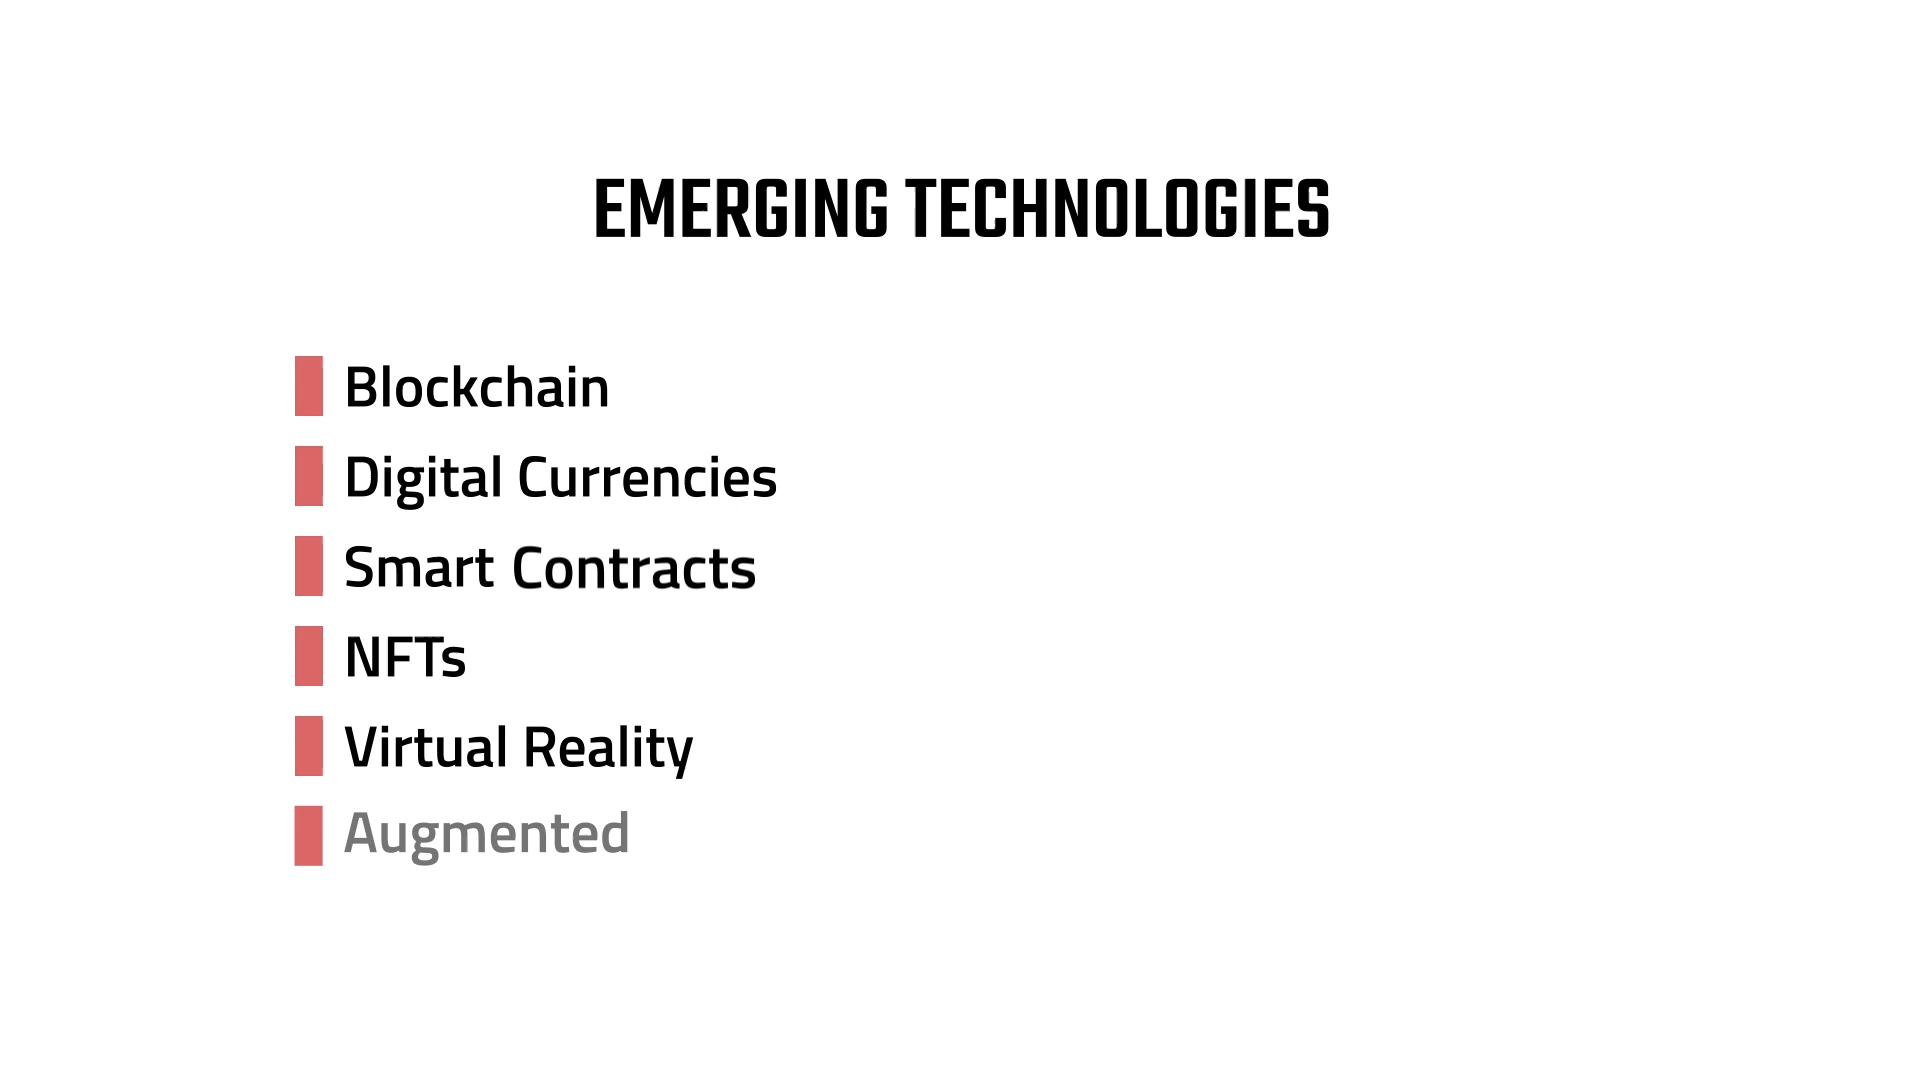 EMERGING TECHNOLOGIES
Blockchain
Digital Currencies
Smart Contracts
NFTs
Virtual Reality
Augmented